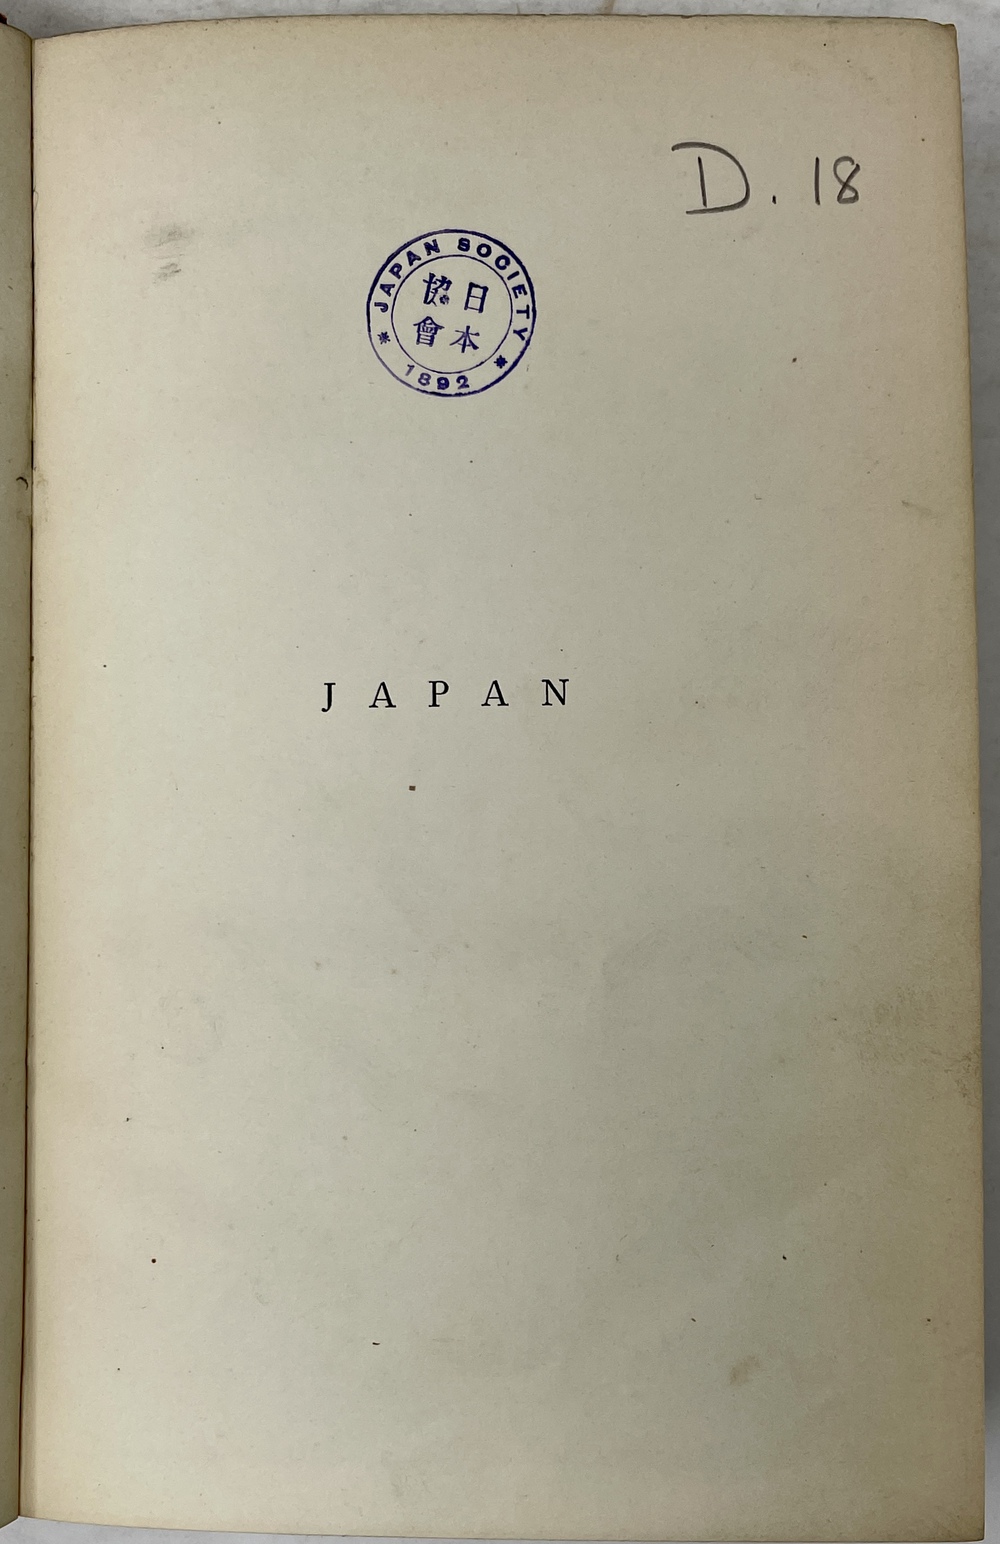 D. 18
JAPAN SOCIETY
日本
協會
1892
JAPAN